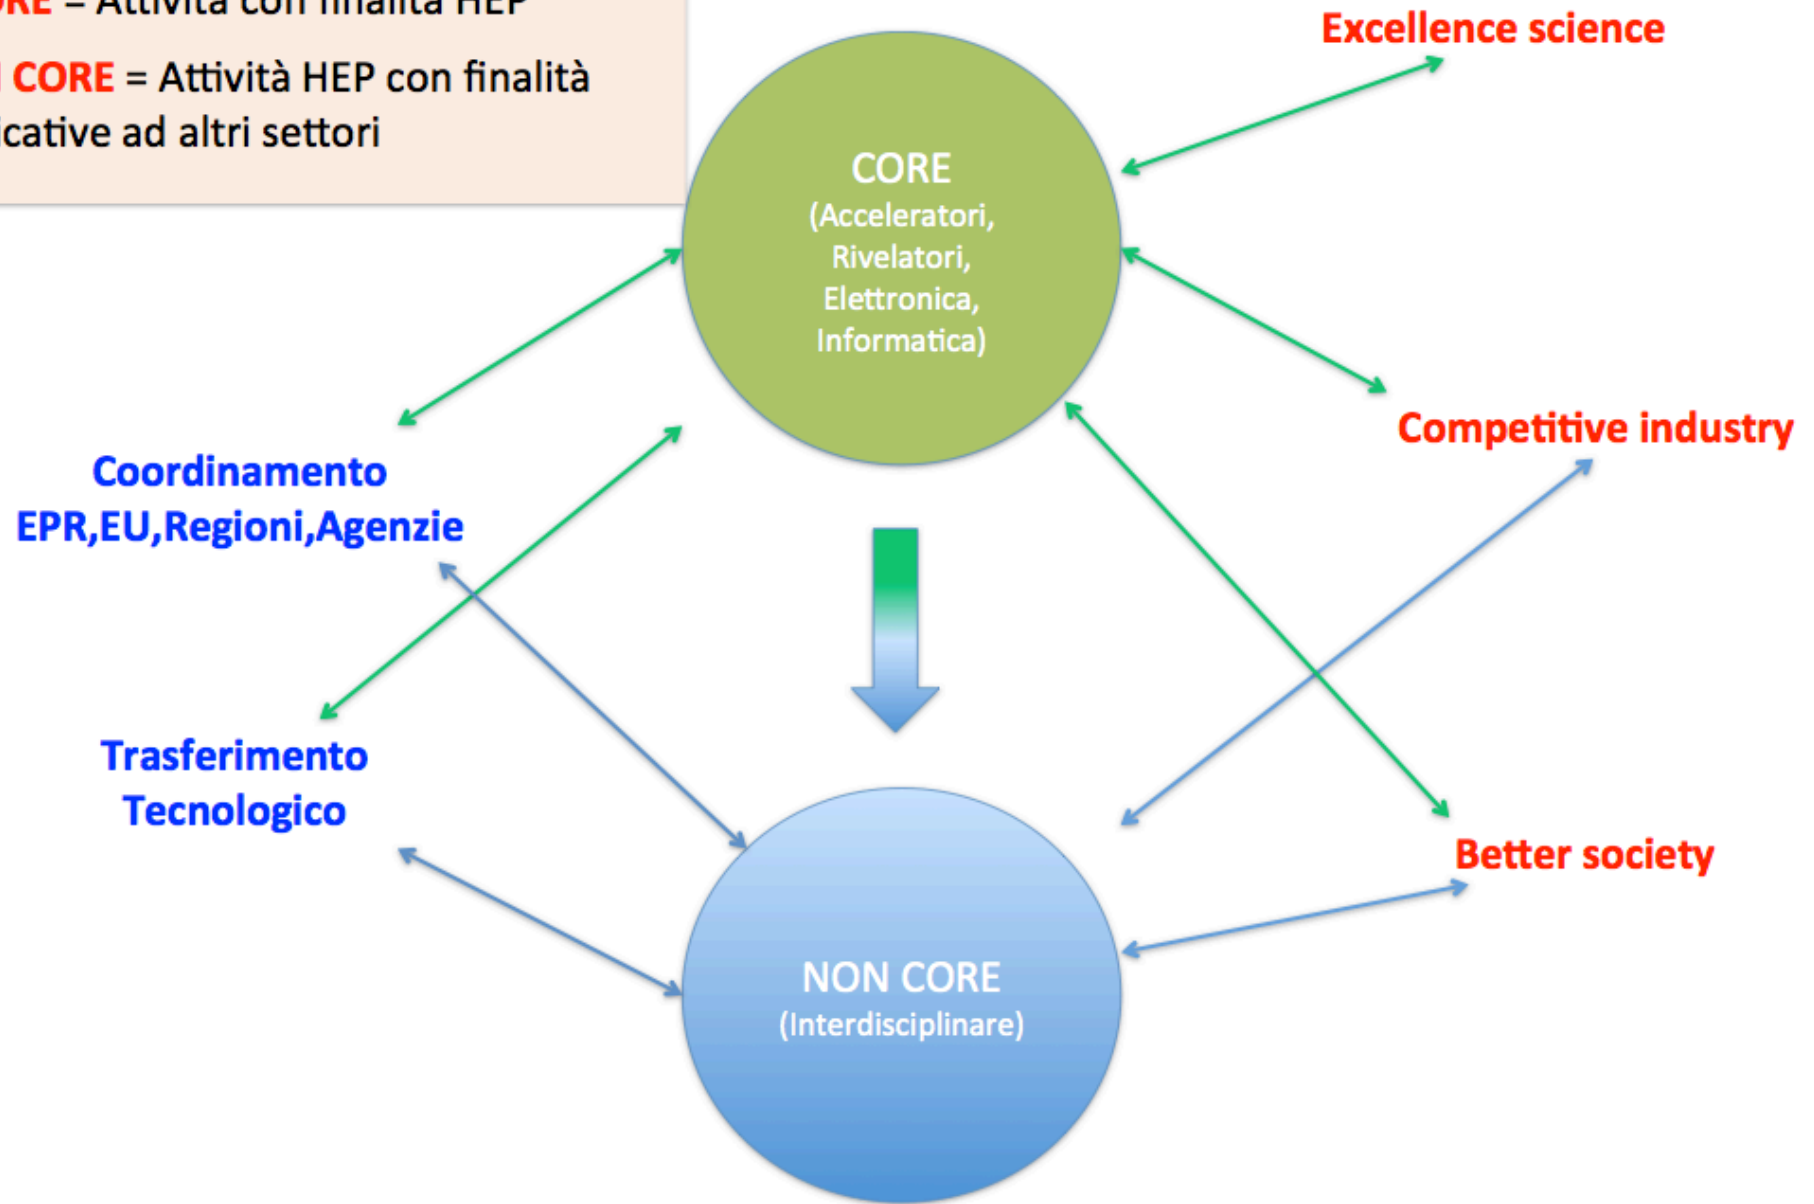 = Attività con finalità HEP
CORE = Attività HEP con finalità
ad altri settori
CORE
(Acceleratori,
Rivelatori,
Elettronica,
Informatica)
Excellence science
Competitive industry
Better society
Coordinamento
EPR,EU,Regioni,Agenzie
Trasferimento
Tecnologico
NON CORE
(Interdisciplinare)